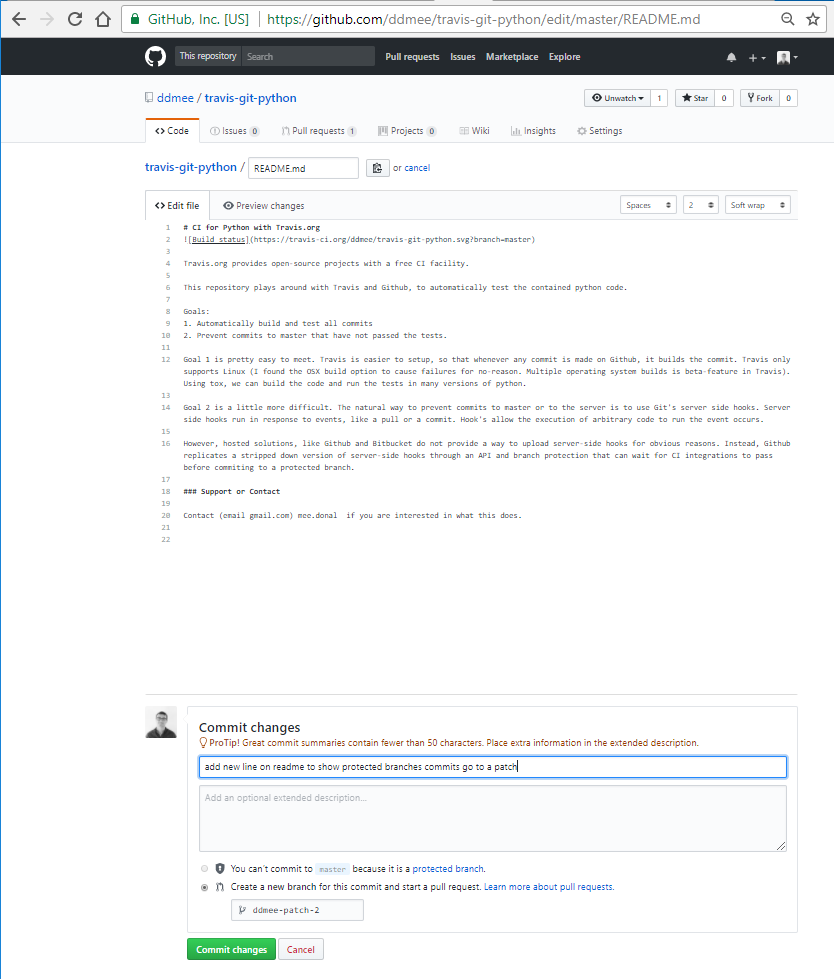 GitHub, Inc. [US] | https://github.com/ddmee/travis-git-python/edit/master/README.md
This repository Search Pull requests Issues Marketplace Explore
ddmee / travis-git-python Unwatch 1 Star 0 Fork 0
Code Issues 0 Pull requests 1 Projects 0 Wiki Insights Settings
travis-git-python / README.md or cancel
Edit file Preview changes Spaces 2 Soft wrap
1 # CI for Python with Travis.org
2 ![Build status](https://travis-ci.org/ddmee/travis-git-python.svg?branch=master)
3
4 Travis.org provides open-source projects with a free CI facility.
5
6 This repository plays around with Travis and Github, to automatically test the contained python code.
7
8 Goals:
9 1. Automatically build and test all commits
10 2. Prevent commits to master that have not passed the tests.
11
12 Goal 1 is pretty easy to meet. Travis is easier to setup, so that whenever any commit is made on Github, it builds the commit. Travis only
supports Linux (I found the OSX build option to cause failures for no-reason. Multiple operating system builds is beta-feature in Travis).
Using tox, we can build the code and run the tests in many versions of python.
13
14 Goal 2 is a little more difficult. The natural way to prevent commits to master or to the server is to use Git's server side hooks. Server
side hooks run in response to events, like a pull or a commit. Hook's allow the execution of arbitrary code to run the event occurs.
15
16 However, hosted solutions, like Github and Bitbucket do not provide a way to upload server-side hooks for obvious reasons. Instead, Github
replicates a stripped down version of server-side hooks through an API and branch protection that can wait for CI integrations to pass
before commiting to a protected branch.
17
18 ### Support or Contact
19
20 Contact (email gmail.com) mee.donal  if you are interested in what this does.
21
22
Commit changes
ProTip! Great commit summaries contain fewer than 50 characters. Place extra information in the extended description.
add new line on readme to show protected branches commits go to a patch
Add an optional extended description...
You can't commit to master because it is a protected branch.
Create a new branch for this commit and start a pull request. Learn more about pull requests.
ddmee-patch-2
Commit changes Cancel